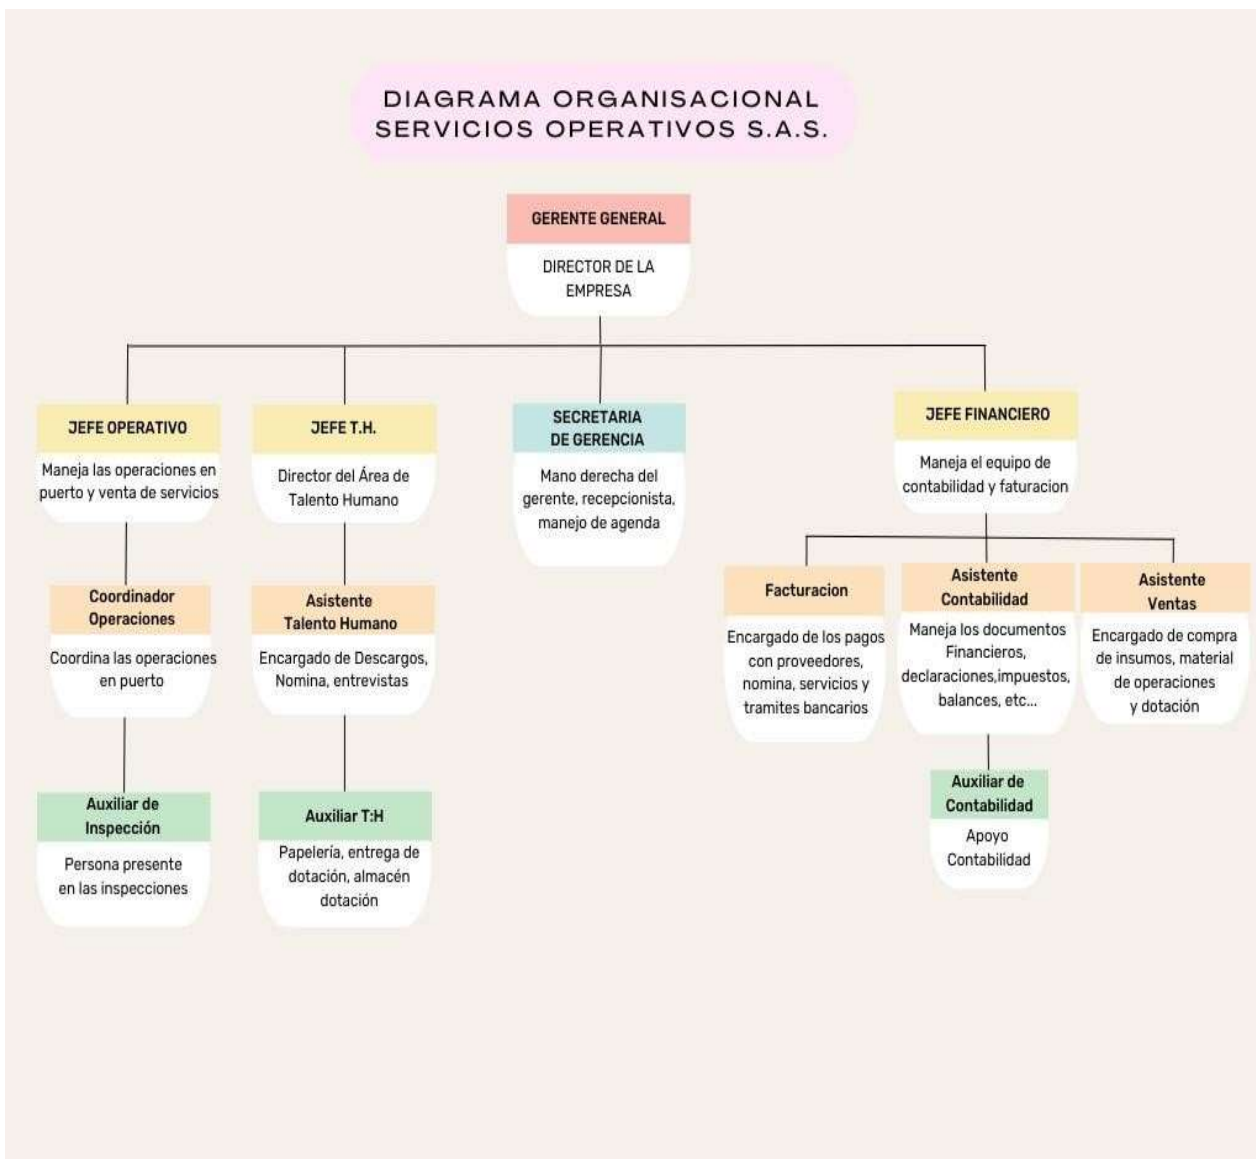 DIAGRAMA ORGANISACIONAL
SERVICIOS OPERATIVOS S.A.S.
GERENTE GENERAL
DIRECTOR DE LA
EMPRESA
JEFE OPERATIVO
Maneja las operaciones en
puerto y venta de servicios
JEFE T.H.
Director del Área de
Talento Humano
SECRETARIA
DE GERENCIA
Mano derecha del
gerente, recepcionista,
manejo de agenda
JEFE FINANCIERO
Maneja el equipo de
contabilidad y faturacion
Coordinador
Operaciones
Coordina las operaciones
en puerto
Asistente
Talento Humano
Encargado de Descargos,
Nomina, entrevistas
Facturacion
Encargado de los pagos
con proveedores,
nomina, servicios y
tramites bancarios
Asistente
Contabilidad
Maneja los documentos
Financieros,
declaraciones,impuestos,
balances, etc...
Asistente
Ventas
Encargado de compra
de insumos, material
de operaciones
y dotación
Auxiliar de
Inspección
Persona presente
en las inspecciones
Auxiliar T:H
Papelería, entrega de
dotación, almacén
dotación
Auxiliar de
Contabilidad
Apoyo
Contabilidad